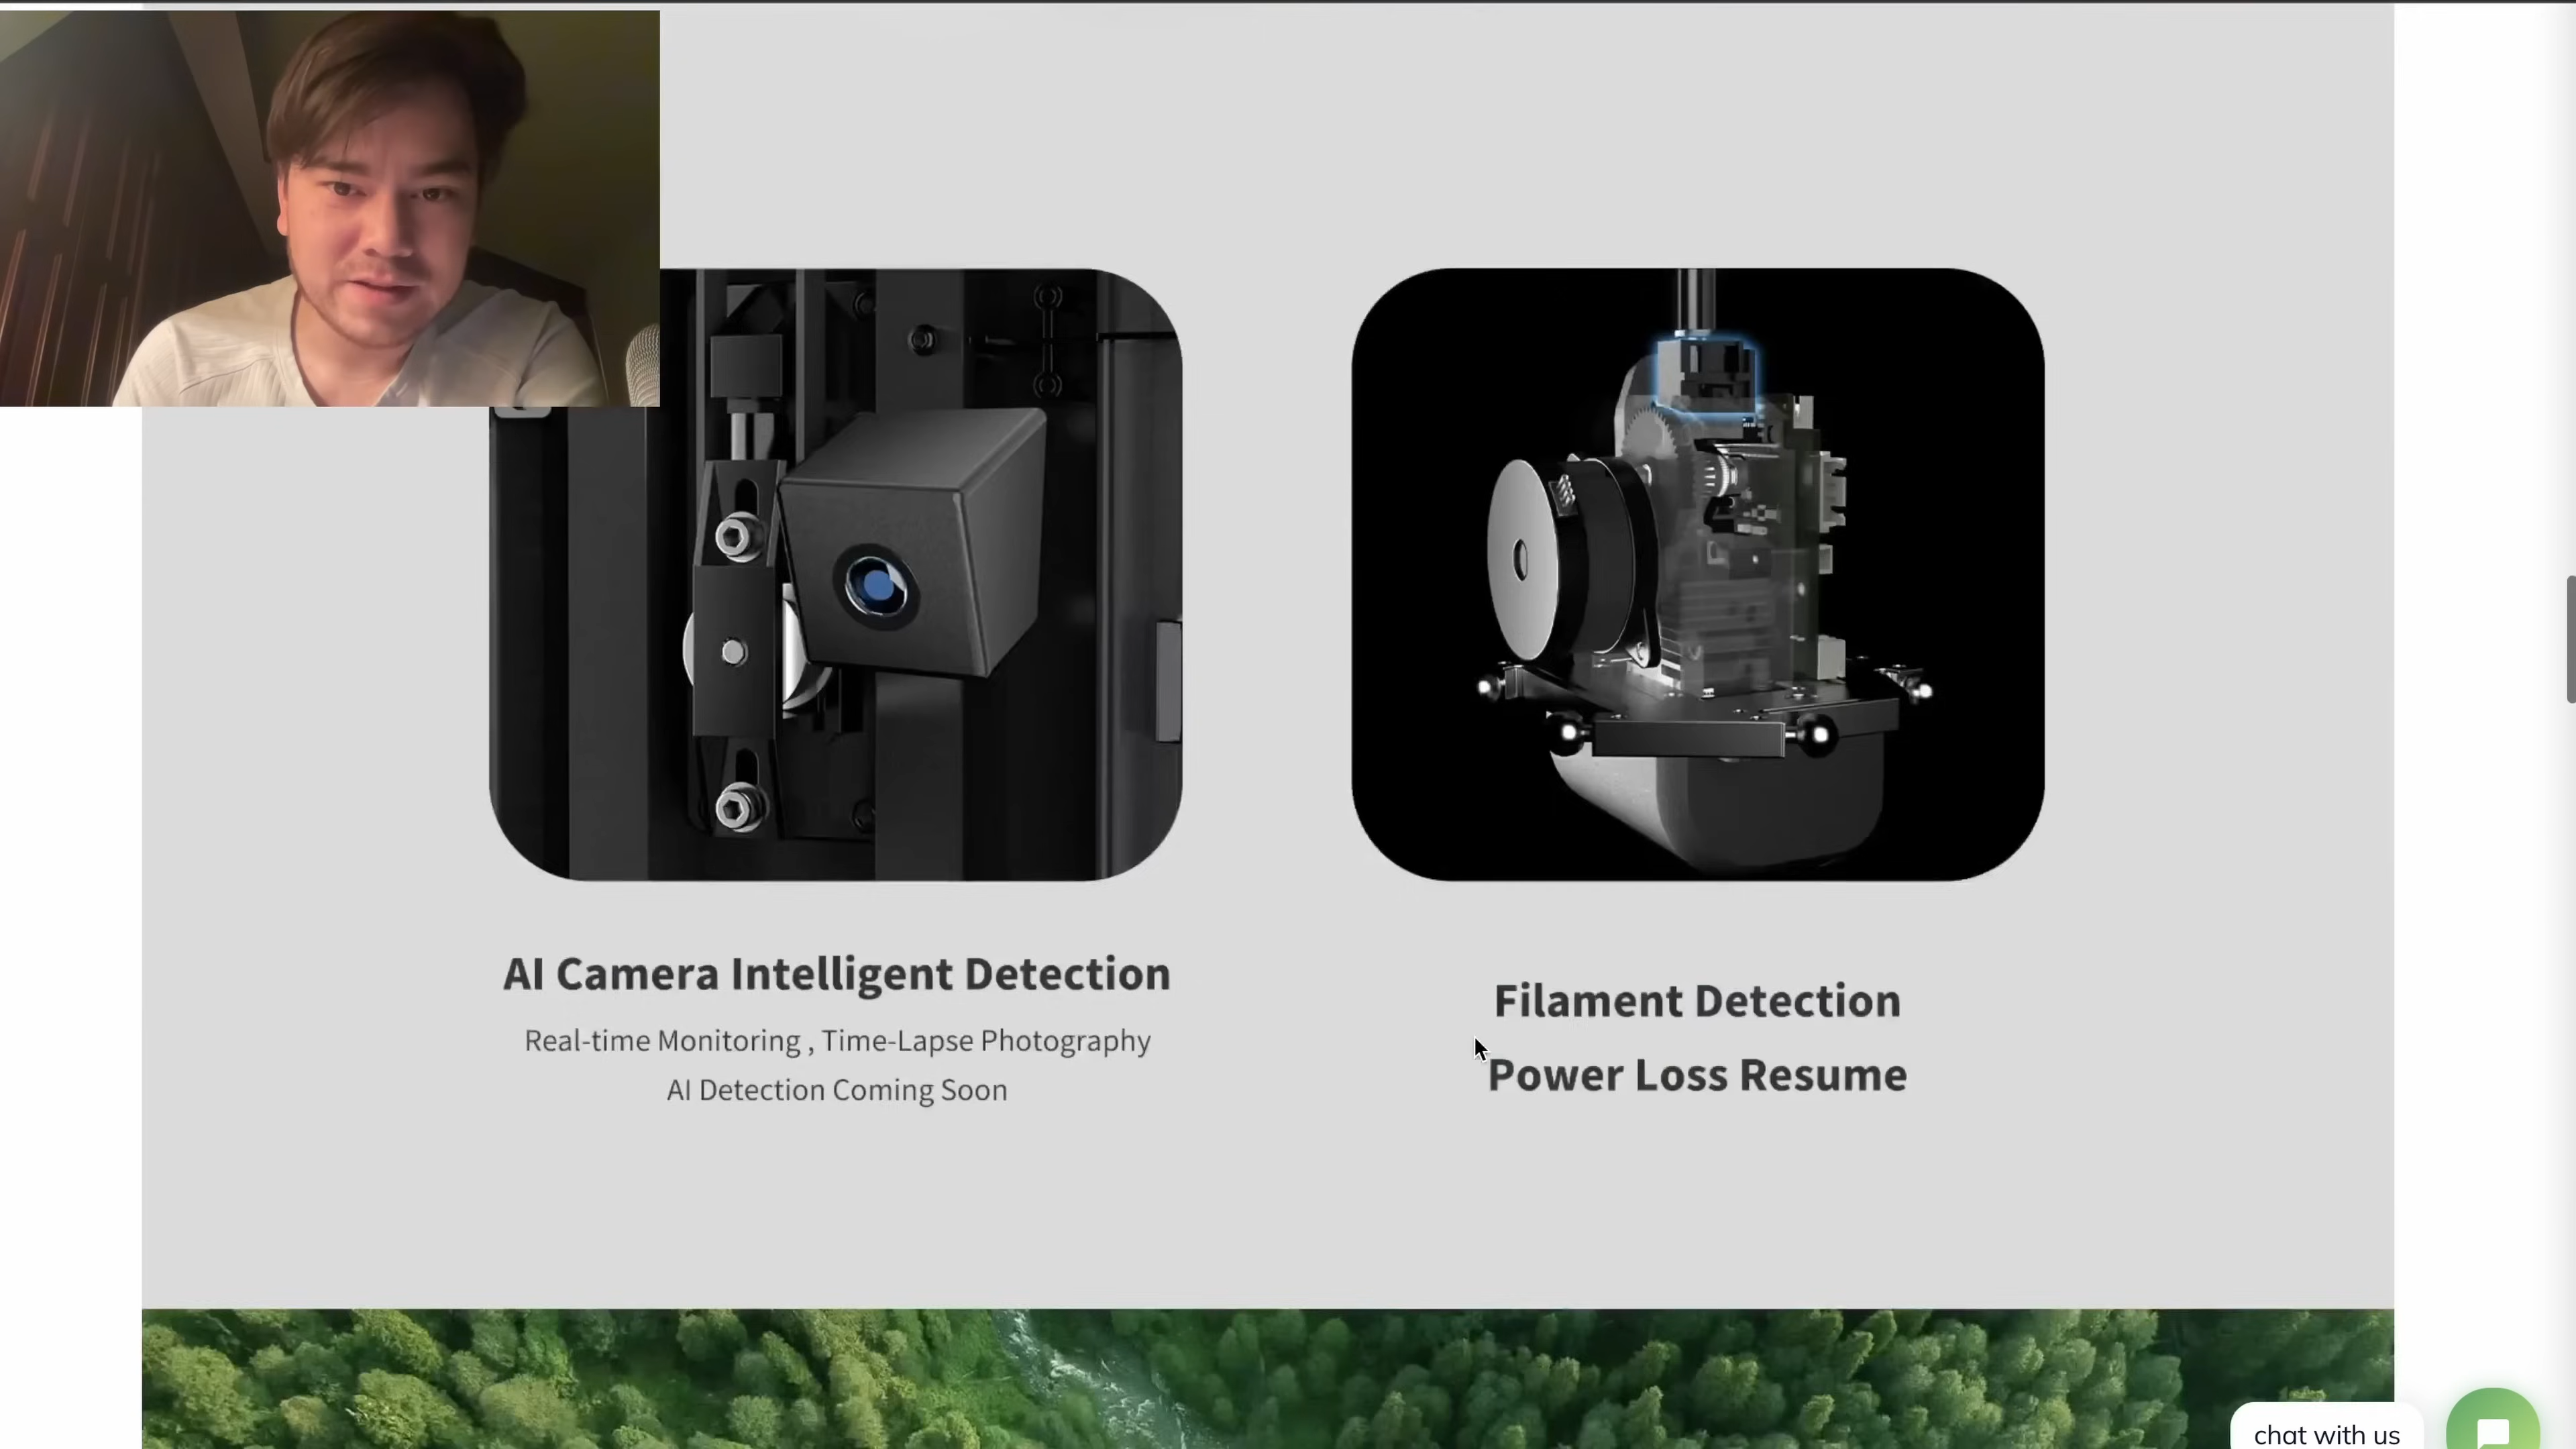 AI Camera Intelligent Detection
Real-time Monitoring , Time-Lapse Photography
AI Detection Coming Soon
Filament Detection
Power Loss Resume
chat with us